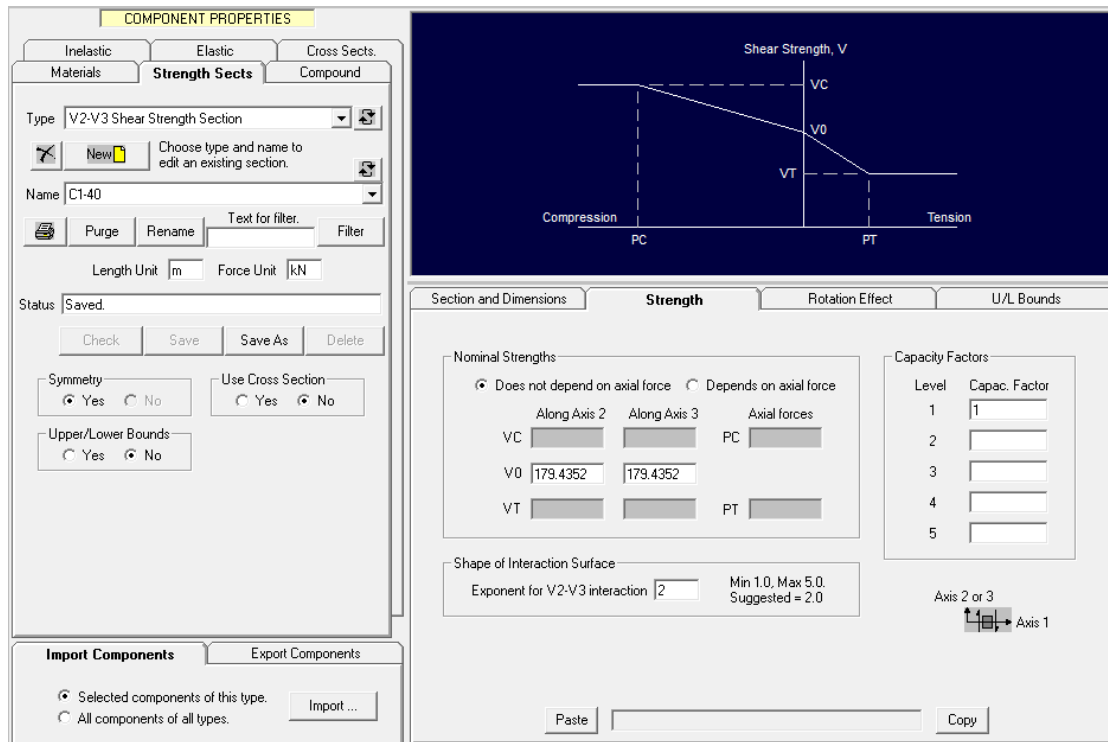 COMPONENT PROPERTIES
Inelastic Elastic Cross Sects.
Materials Strength Sects Compound
Type V2-V3 Shear Strength Section
New Choose type and name to
edit an existing section.
Name C1-40
Purge Rename Text for filter. Filter
Length Unit m Force Unit kN
Status Saved.
Check Save Save As Delete
Symmetry Use Cross Section
Yes No Yes No
Upper/Lower Bounds
Yes No
Import Components Export Components
Selected components of this type.
All components of all types.
Import ...
Shear Strength, V
VC
V0
VT
Compression Tension
PC PT
Section and Dimensions Strength Rotation Effect U/L Bounds
Nominal Strengths
Does not depend on axial force Depends on axial force
Along Axis 2 Along Axis 3 Axial forces
VC PC
V0 179.4352 179.4352
VT PT
Capacity Factors
Level Capac. Factor
1 1
2
3
4
5
Shape of Interaction Surface
Exponent for V2-V3 interaction 2 Min 1.0, Max 5.0.
Suggested = 2.0
Axis 2 or 3
Axis 1
Paste Copy